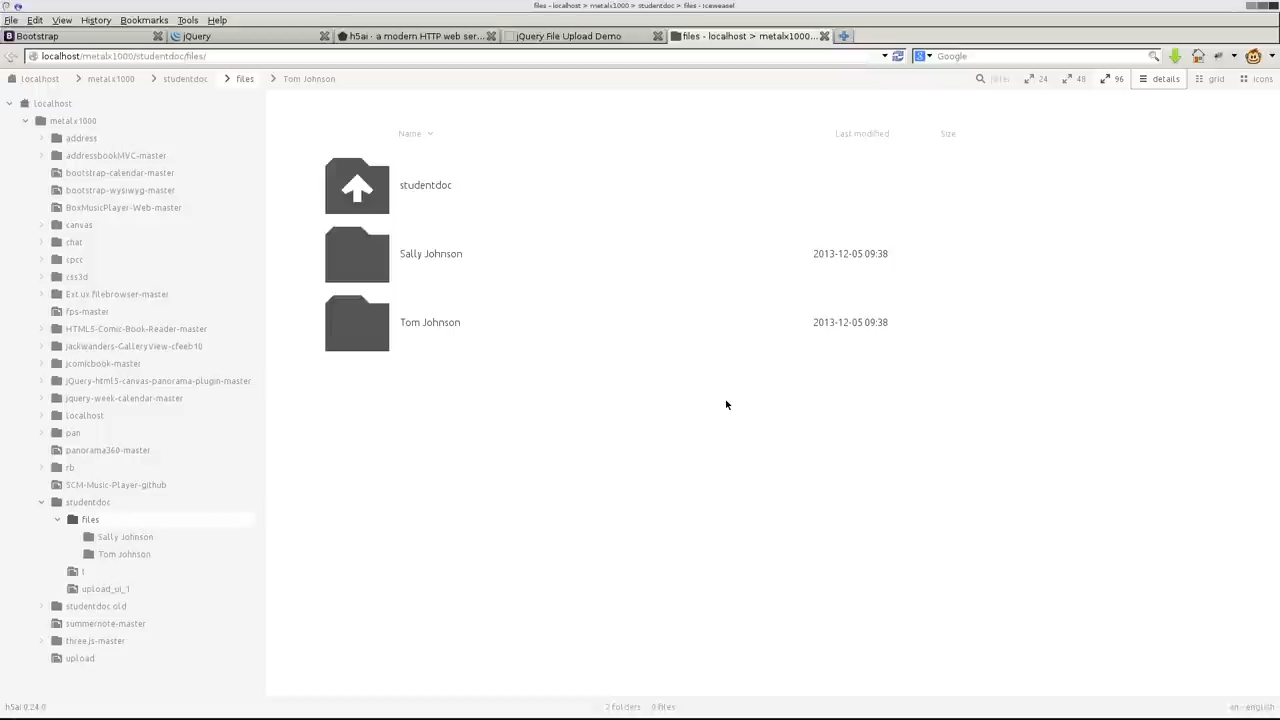 files - localhost > metalx1000 > studentdoc > files - Iceweasel
File Edit View History Bookmarks Tools Help
Bootstrap jQuery h5ai · a modern HTTP web ser... jQuery File Upload Demo files - localhost > metalx1000...
localhost/metalx1000/studentdoc/files/ Google
localhost metalx1000 studentdoc files Tom Johnson 24 48 96 details grid icons
localhost
metalx1000
address
addressbookMVC-master
bootstrap-calendar-master
bootstrap-wysiwyg-master
BoxMusicPlayer-Web-master
canvas
chat
cpcc
css3d
Ext.ux.filebrowser-master
fps-master
HTML5-Comic-Book-Reader-master
jackwanders-GalleryView-cfeeb10
jcomicbook-master
jQuery-html5-canvas-panorama-plugin-master
jquery-week-calendar-master
localhost
pan
panorama360-master
rb
SCM-Music-Player-github
studentdoc
files
Sally Johnson
Tom Johnson
upload_ui_1
studentdoc.old
summernote-master
three.js-master
upload
Name Last modified Size
studentdoc
Sally Johnson 2013-12-05 09:38
Tom Johnson 2013-12-05 09:38
h5ai 0.24.0 2 folders 0 files en - english